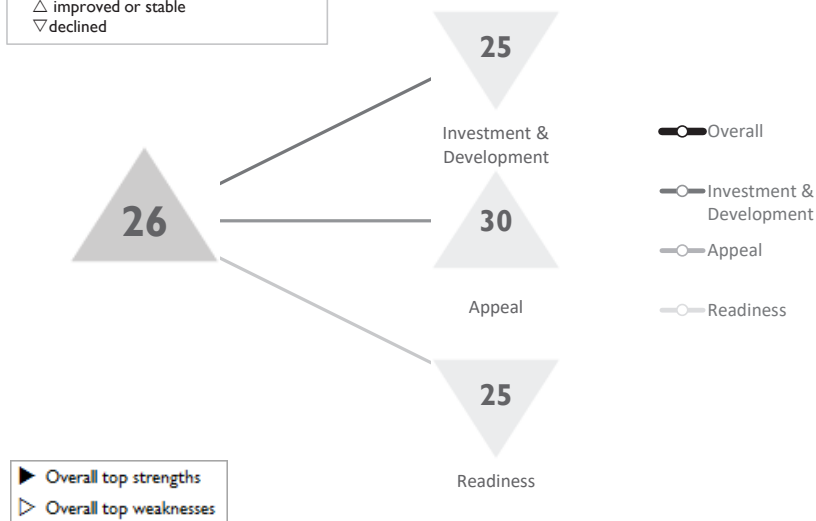 △ improved or stable
▽ declined
25
Investment &
Development
26
30
Appeal
25
Readiness
Overall
Investment &
Development
Appeal
Readiness
▶ Overall top strengths
▷ Overall top weaknesses